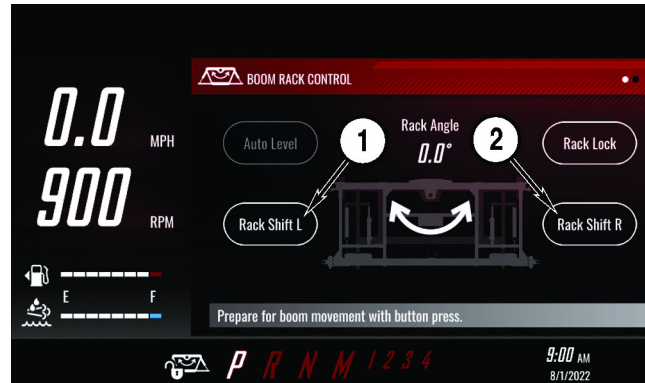 BOOM RACK CONTROL
0.0 MPH
Auto Level
1
Rack Angle
0.0°
2
Rack Lock
900 RPM
Rack Shift L
Rack Shift R
E F
Prepare for boom movement with button press.
P R N M 1 2 3 4
9:00 AM
8/1/2022